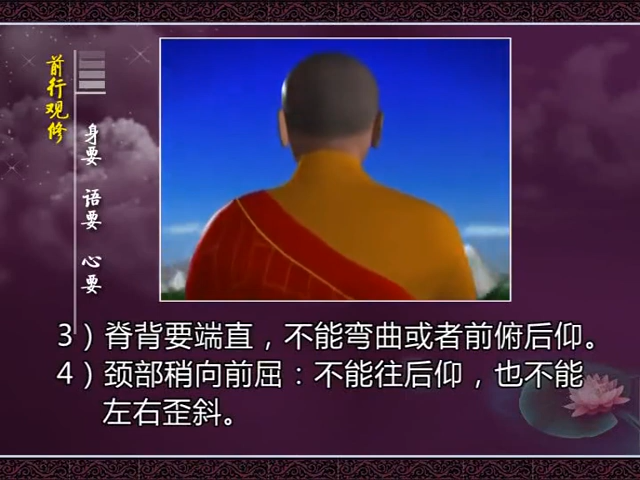 前行观修
身要 语要 心要
3）脊背要端直，不能弯曲或者前俯后仰。
4）颈部稍向前屈：不能往后仰，也不能
左右歪斜。